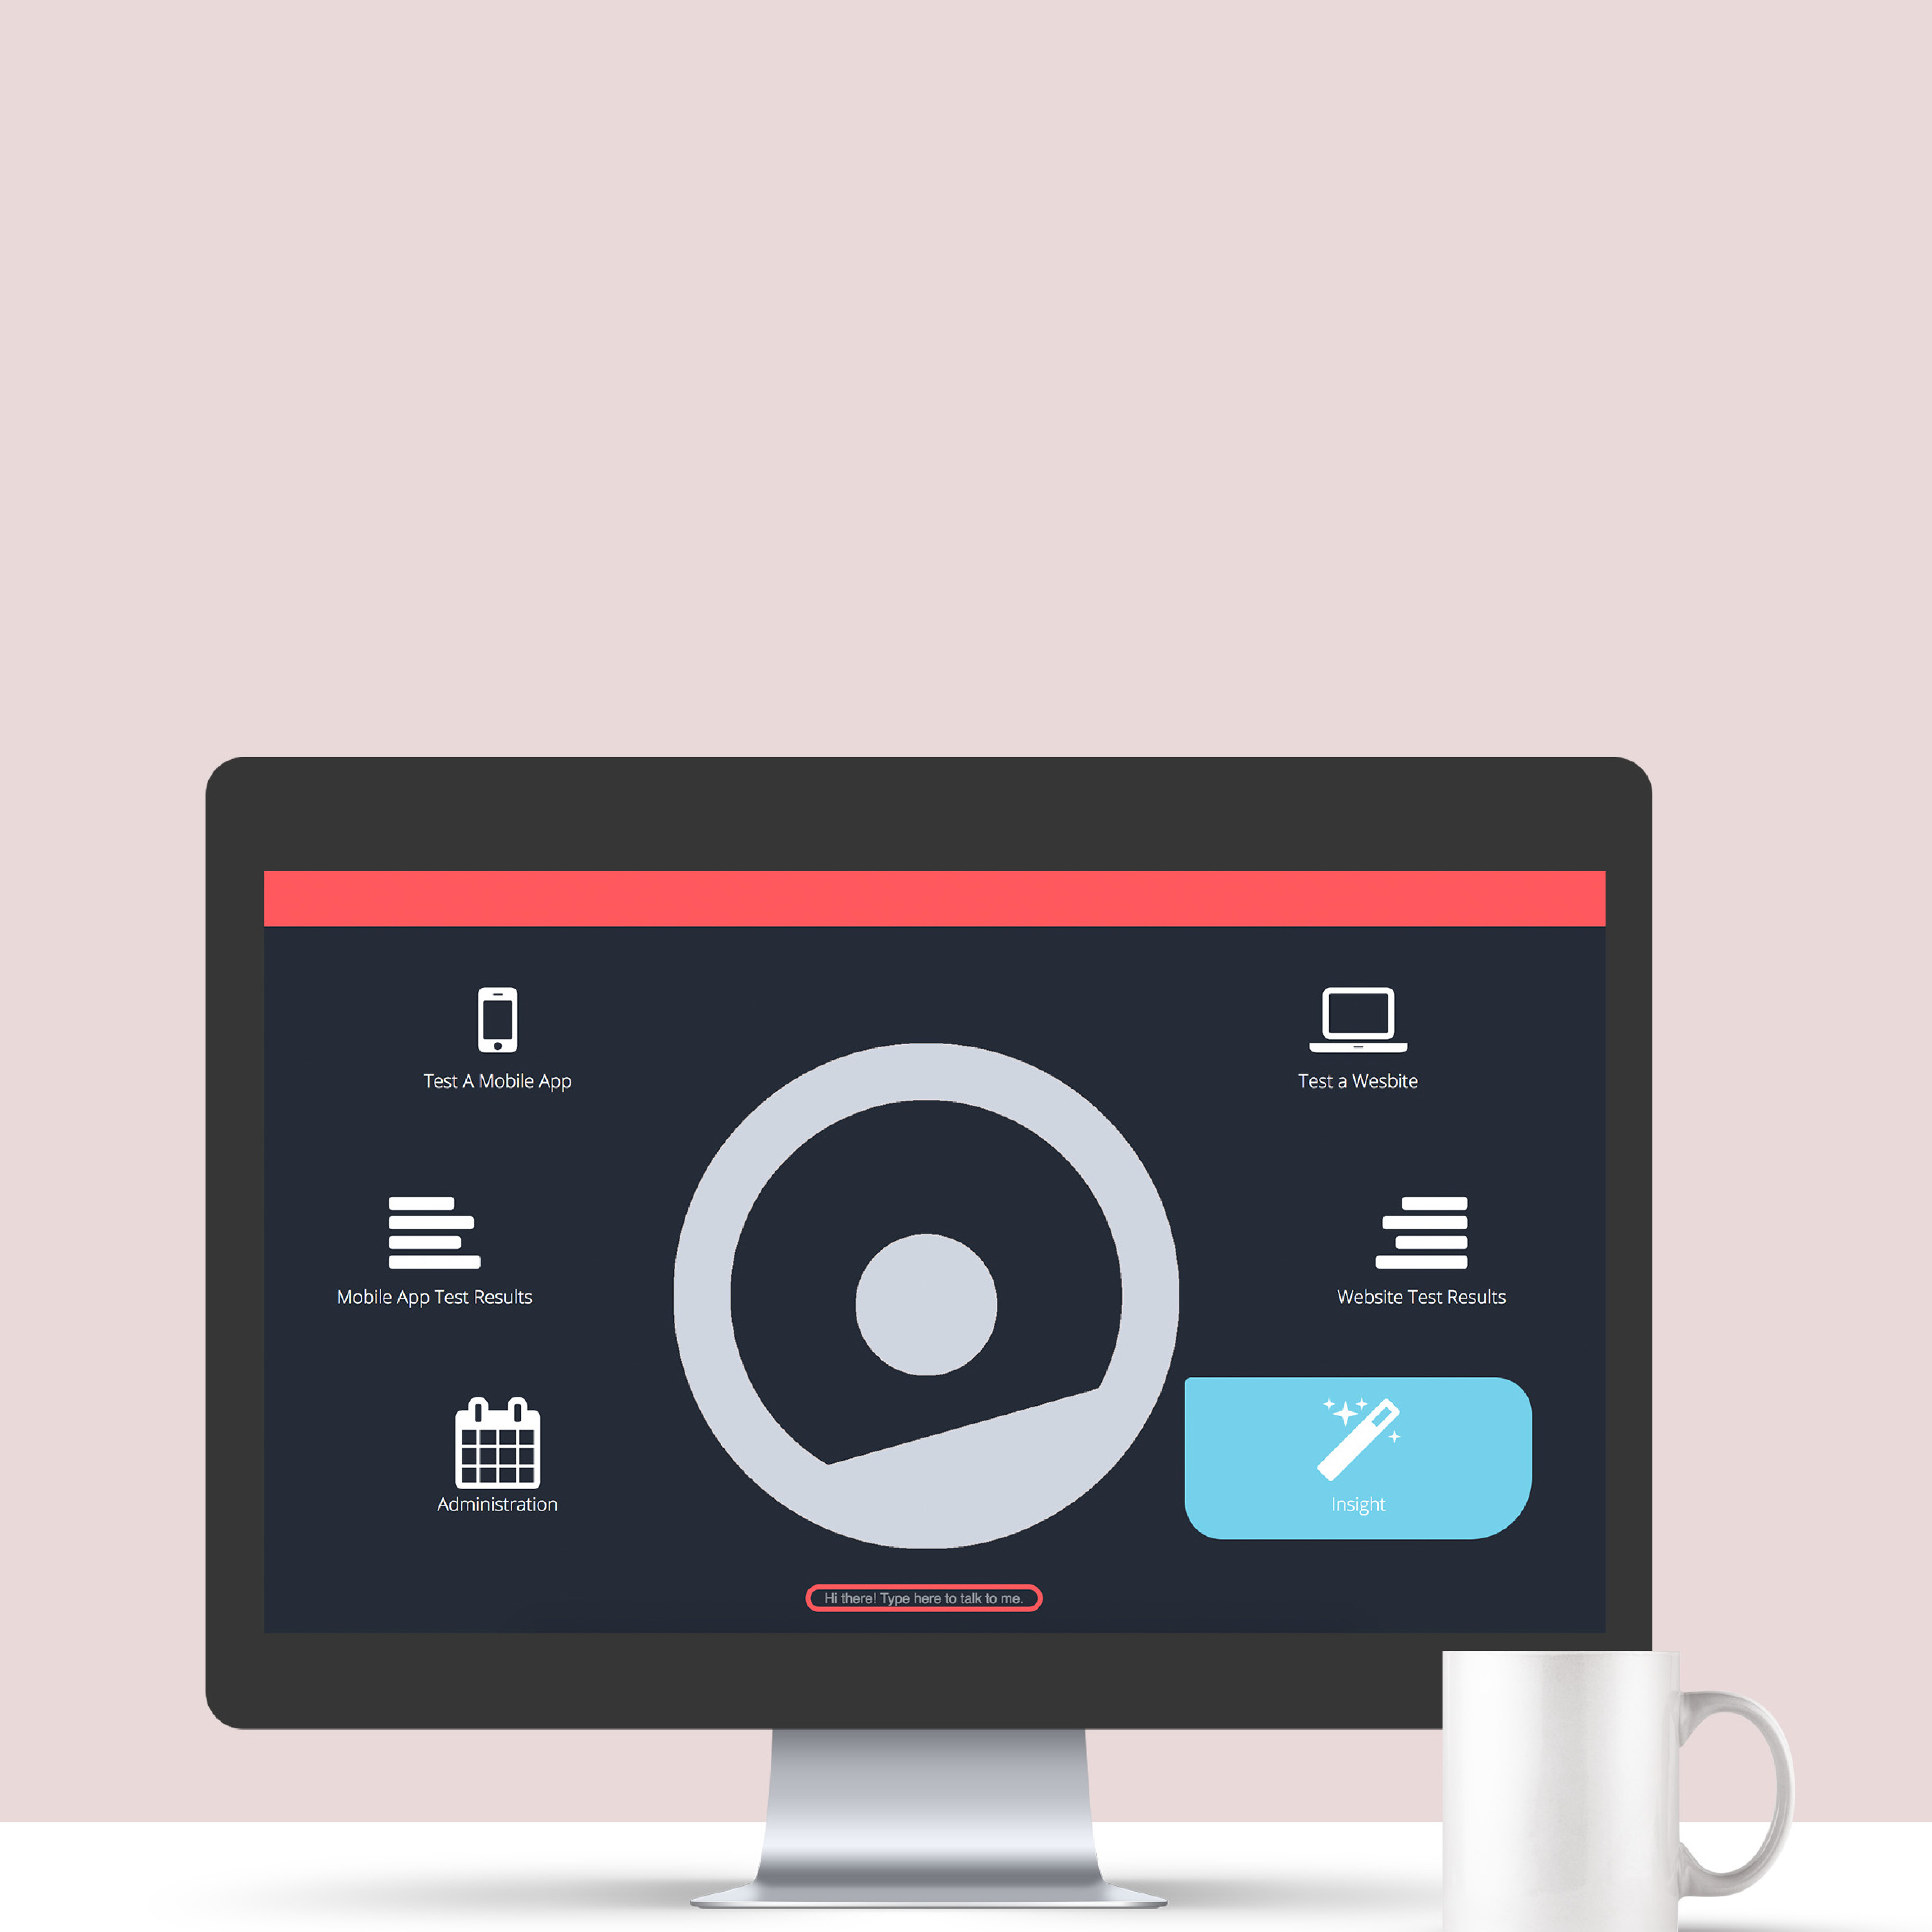 Test A Mobile App
Test a Wesbite
Mobile App Test Results
Website Test Results
Administration
Insight
Hi there! Type here to talk to me.